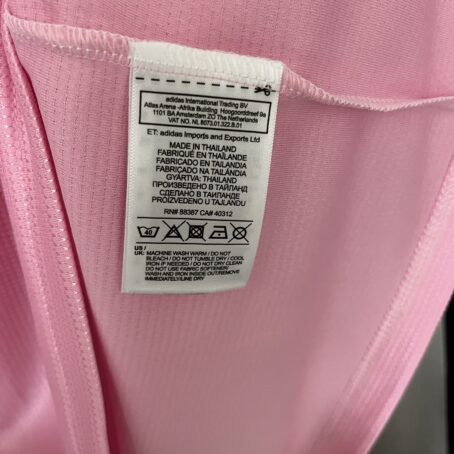 adidas International Trading BV
Atlas Arena -Afrika Building Hoogoorddreef 9a
1101 BA Amsterdam ZO The Netherlands
VAT NO. NL 8073.01.322.B.01
ET: adidas Imports and Exports Ltd
MADE IN THAILAND
FABRIQUÉ EN THAÏLANDE
FABRICADO EN TAILANDIA
FABRICADO NA TAILÂNDIA
GYÁRTVA: THAILAND
ПРОИЗВЕДЕНО В ТАИЛАНД
СДЕЛАНО В ТАИЛАНДЕ
PROIZVEDENO U TAJLANDU
RN# 88387 CA# 40312
40
US /
UK: MACHINE WASH WARM / DO NOT
BLEACH / DO NOT TUMBLE DRY / COOL
IRON IF NEEDED / DO NOT DRY CLEAN
DO NOT USE FABRIC SOFTENER/
WASH AND IRON INSIDE OUT/REMOVE
IMMEDIATELY/LINE DRY